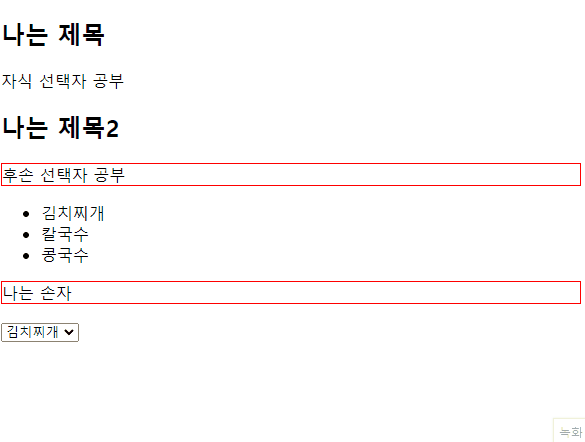 나는 제목
자식 선택자 공부
나는 제목2
후손 선택자 공부
김치찌개
칼국수
콩국수
나는 손자
김치찌개
녹화